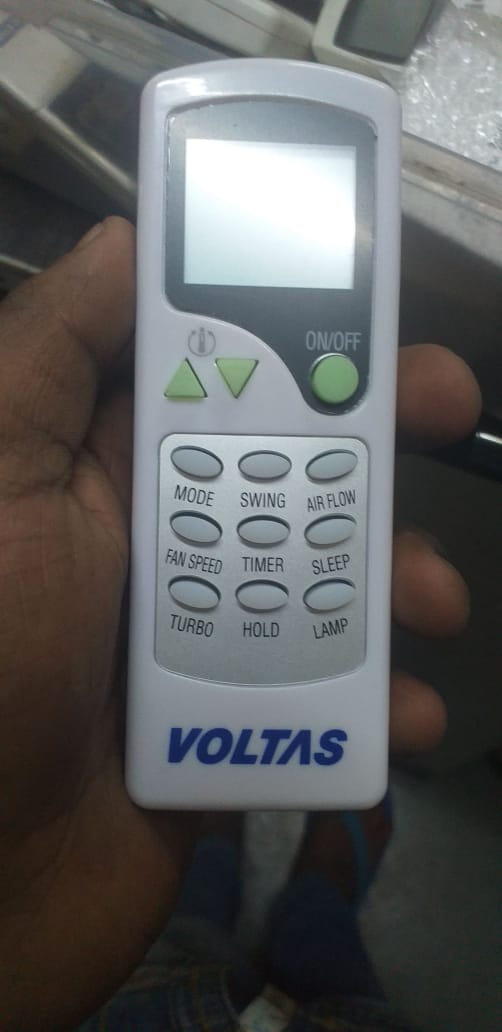 ON/OFF
MODE SWING AIR FLOW
FAN SPEED TIMER SLEEP
TURBO HOLD LAMP
VOLTAS